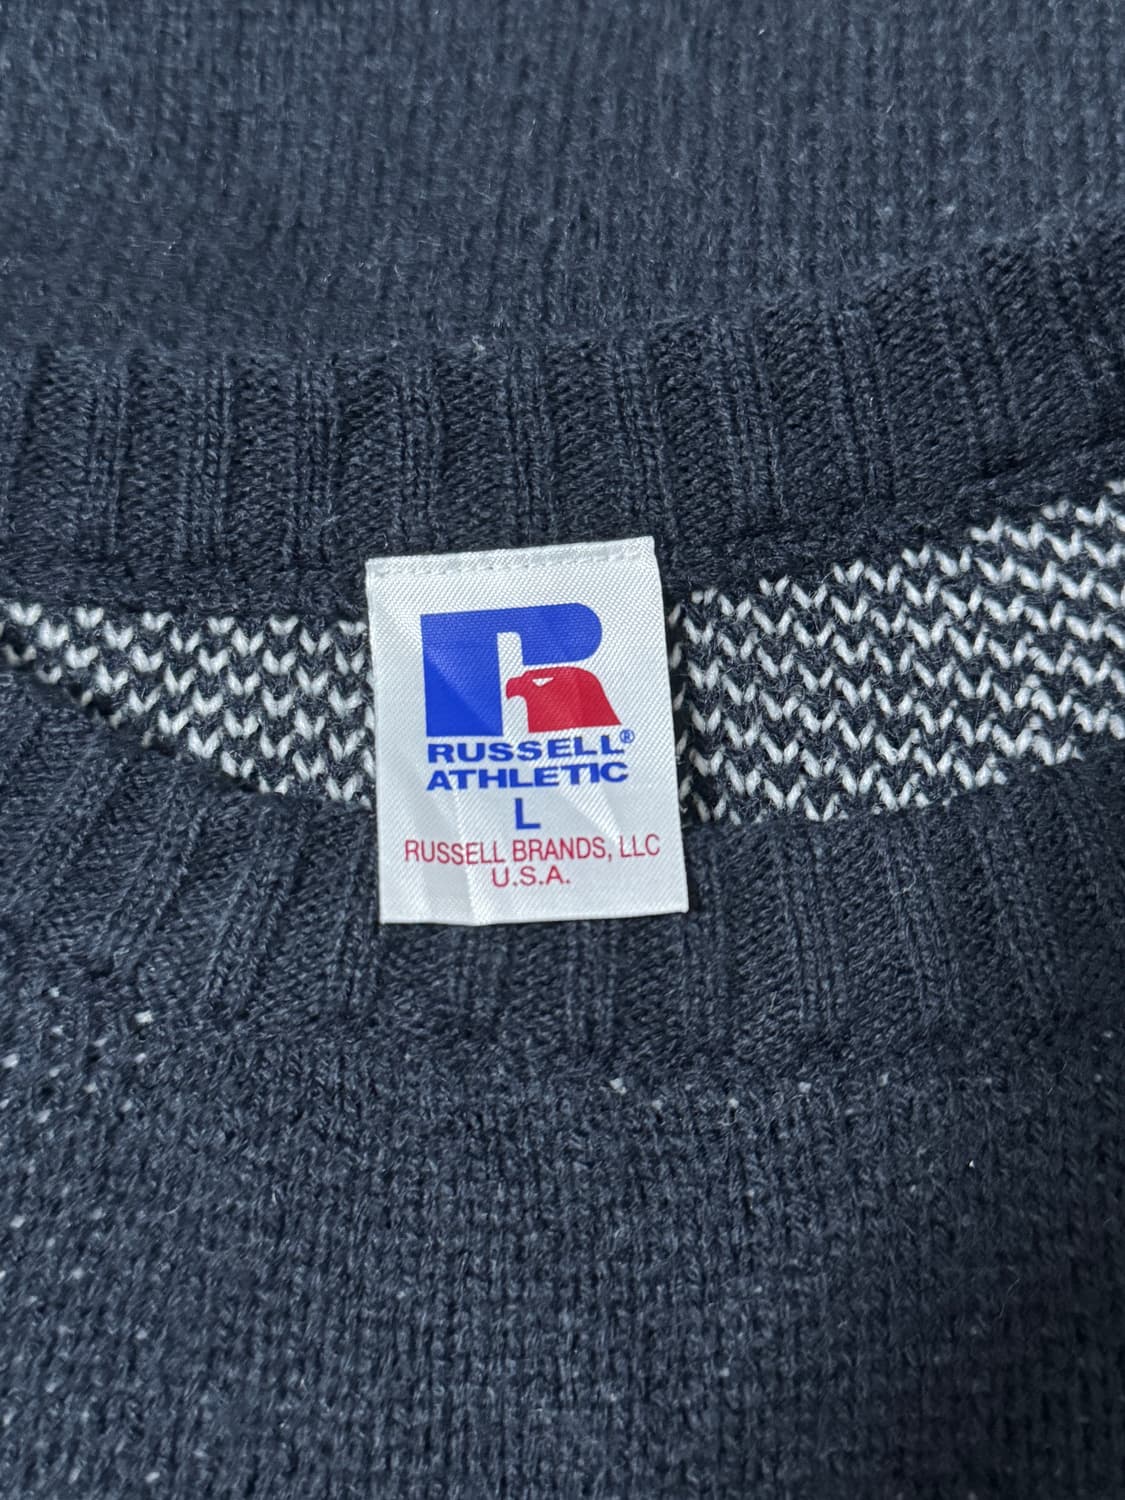 RUSSELL®
ATHLETIC
L
RUSSELL BRANDS, LLC
U.S.A.